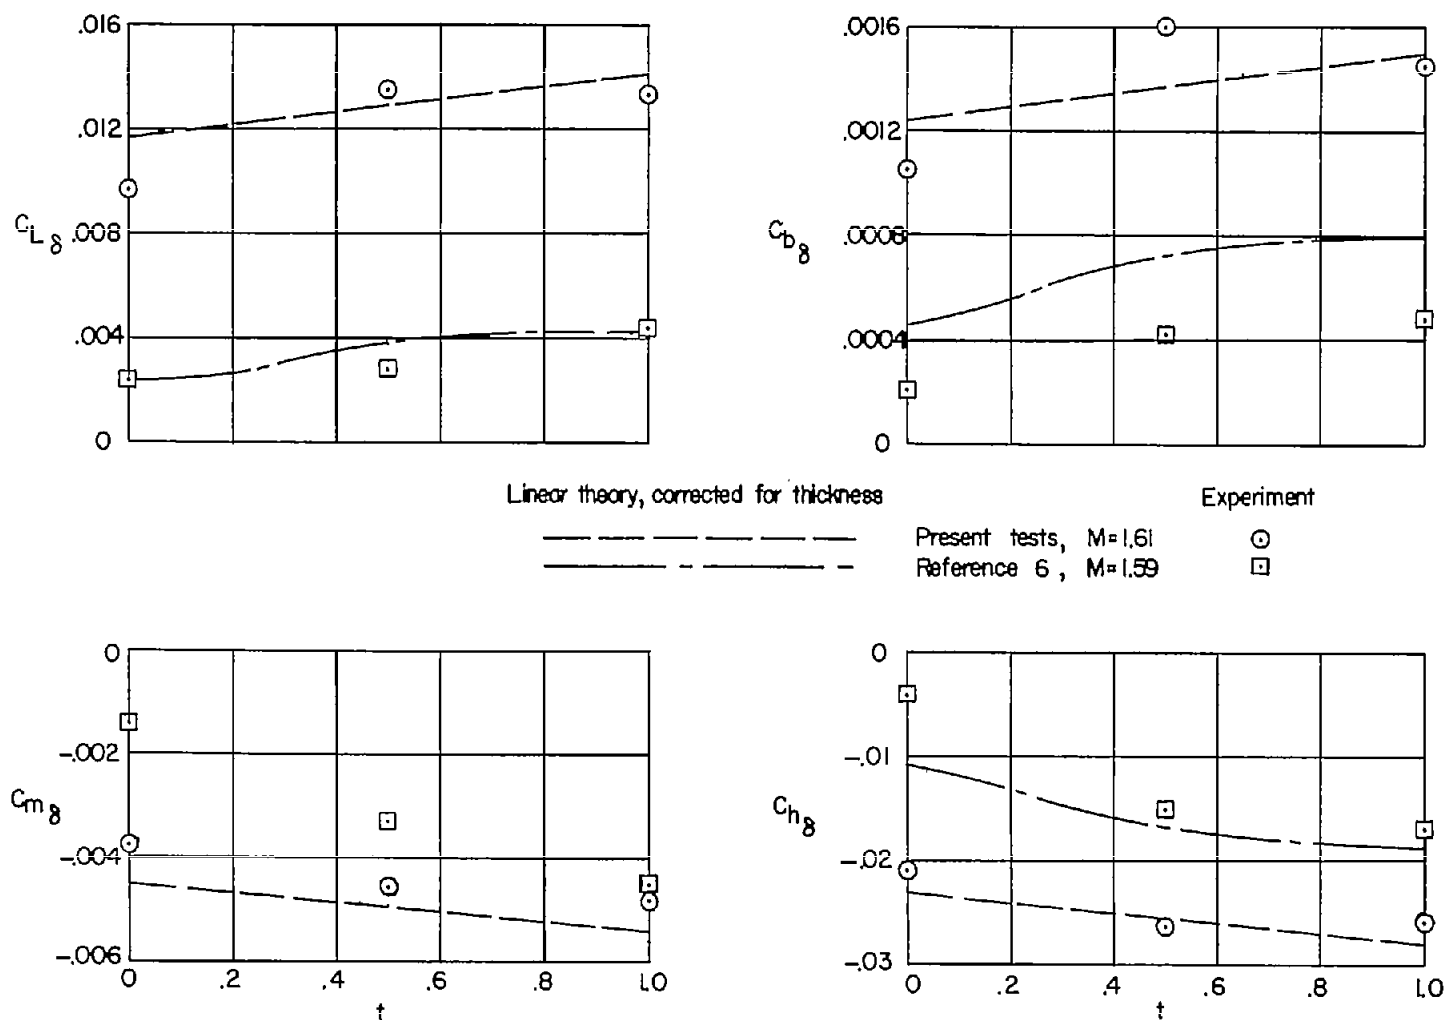 .016
.012
.008
.004
0
C_Lδ
.0016
.0012
.0008
.0004
0
C_bδ
Linear theory, corrected for thickness
Experiment
Present tests, M=1.61
Reference 6, M=1.59
0
-.002
-.004
-.006
C_mδ
0 .2 .4 .6 .8 1.0
t
0
-.01
-.02
-.03
C_hδ
0 .2 .4 .6 .8 1.0
t